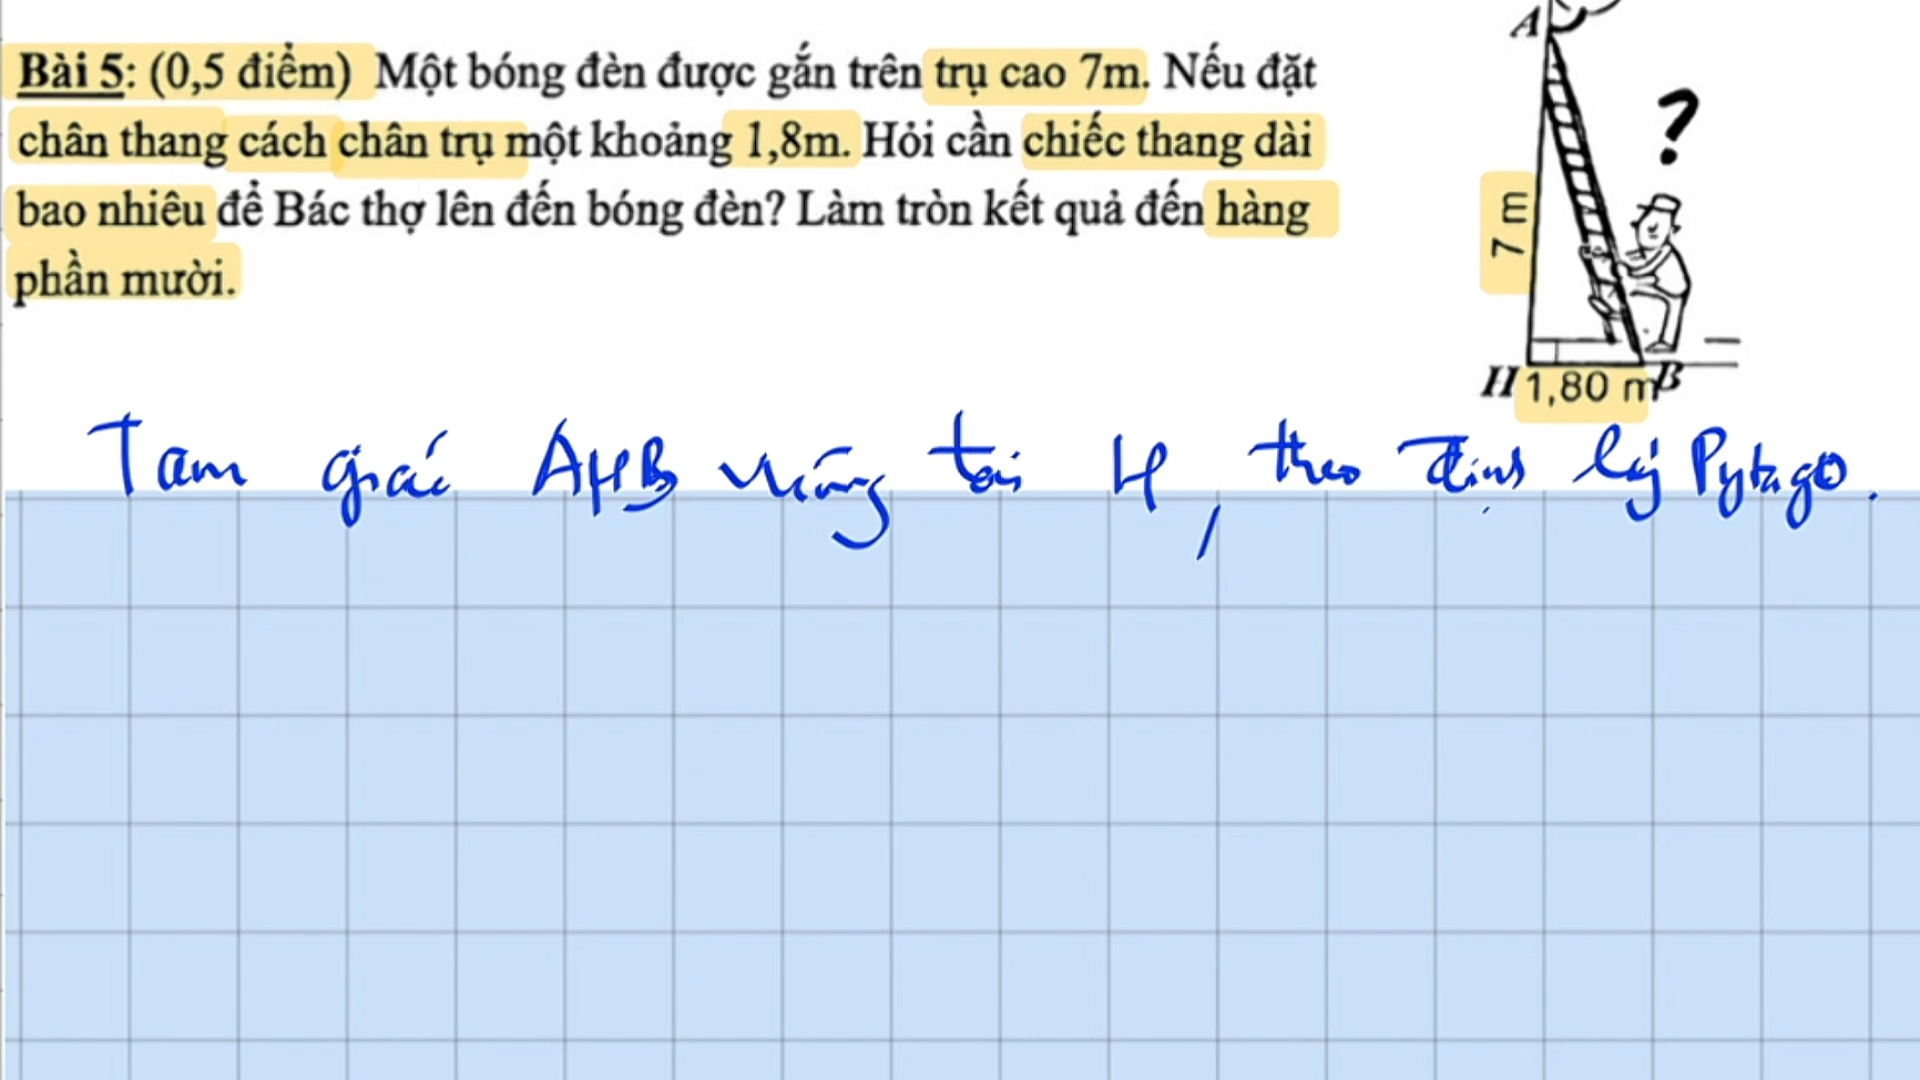 A
Bài 5: (0,5 điểm) Một bóng đèn được gắn trên trụ cao 7m. Nếu đặt
chân thang cách chân trụ một khoảng 1,8m. Hỏi cần chiếc thang dài
bao nhiêu để Bác thợ lên đến bóng đèn? Làm tròn kết quả đến hàng
phần mười.
?
7 m
H 1,80 m B
Tam giác AHB vuông tại H, theo định lý Pytago.